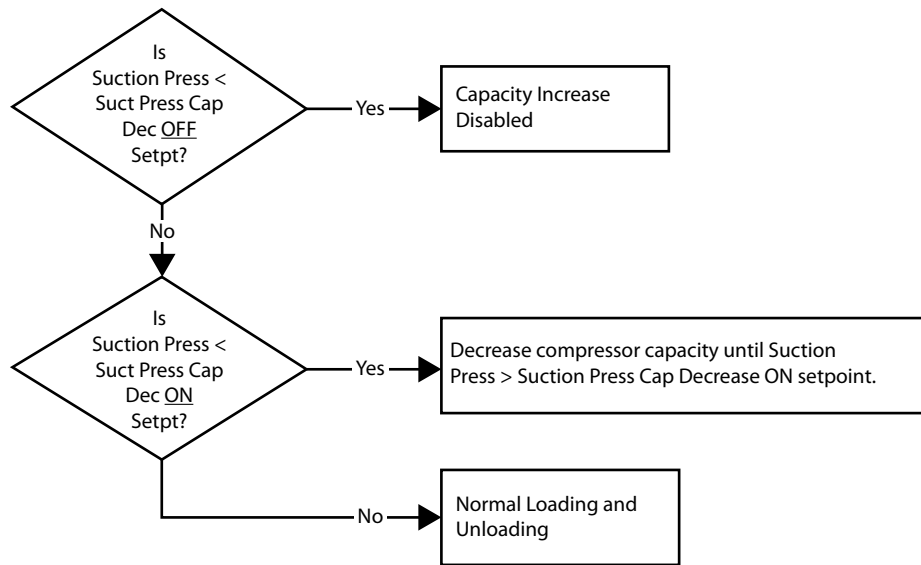 Is
Suction Press <
Suct Press Cap
Dec OFF
Setpt?
Yes
Capacity Increase
Disabled
No
Is
Suction Press <
Suct Press Cap
Dec ON
Setpt?
Yes
Decrease compressor capacity until Suction
Press > Suction Press Cap Decrease ON setpoint.
No
Normal Loading and
Unloading